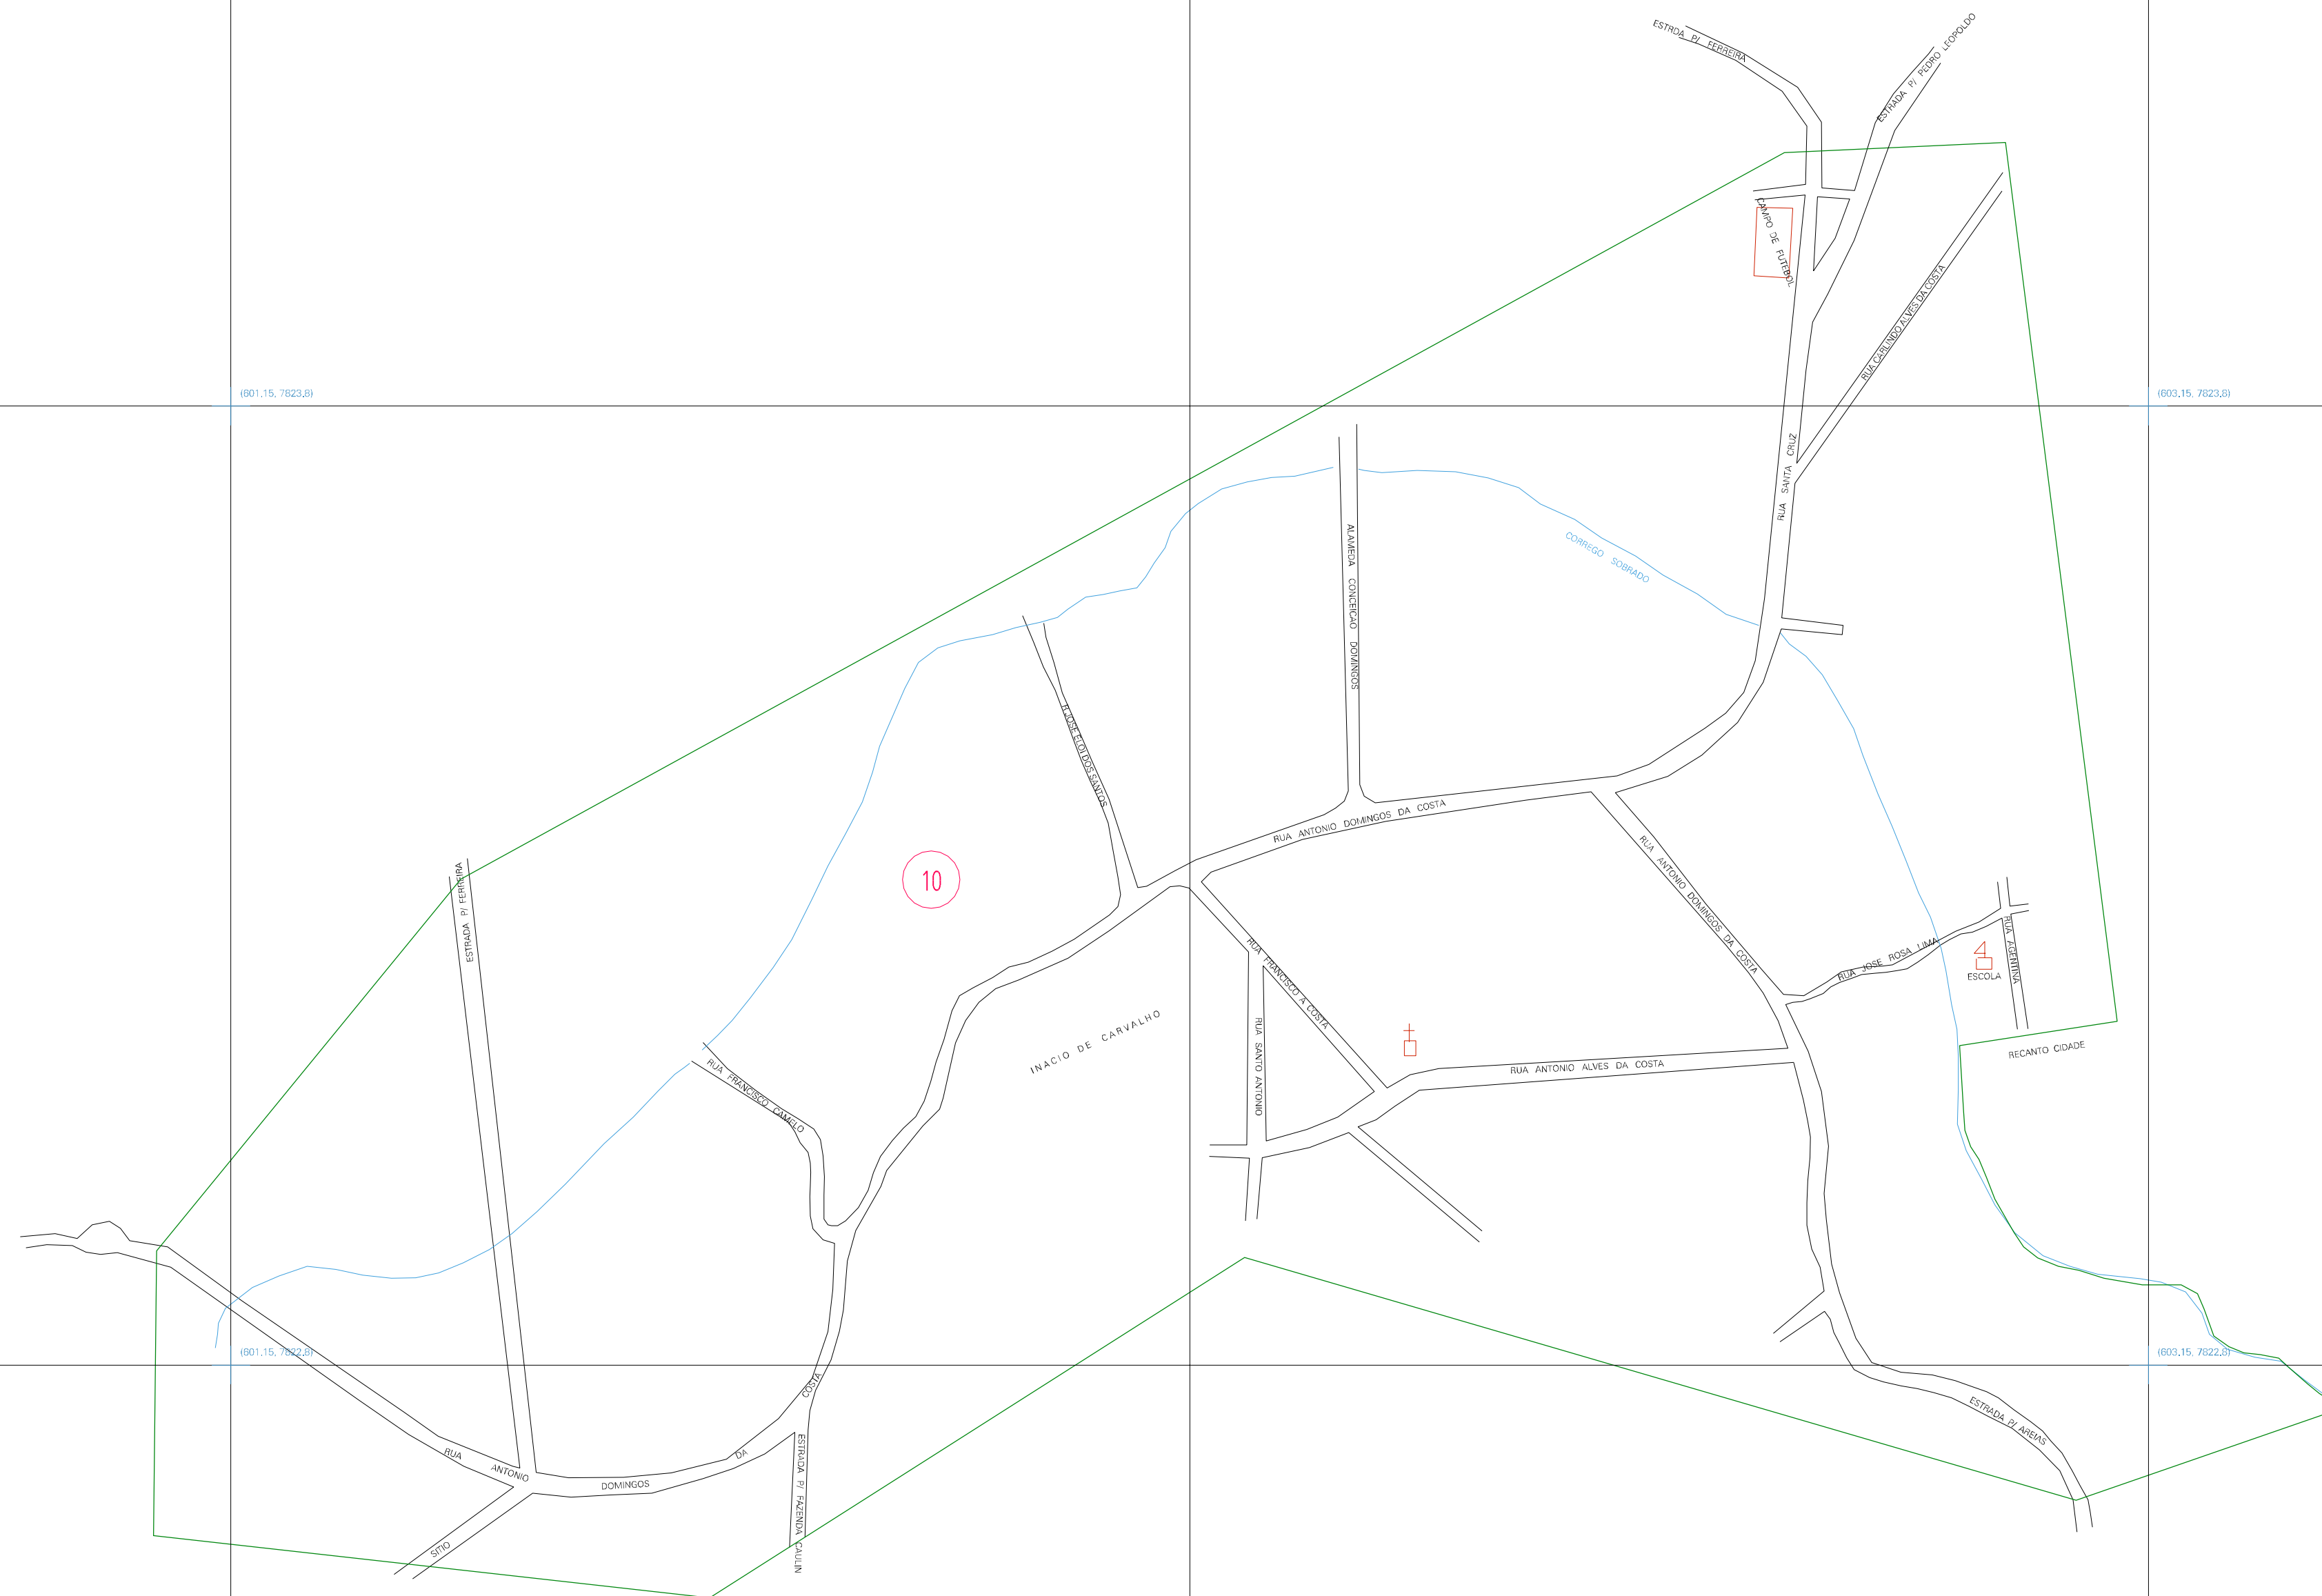 ESTRDA P/ FERREIRA
ESTRADA P/ PEDRO LEOPOLDO
CAMPO DE FUTEBOL
RUA CARLINDO ALVES DA COSTA
(601.15, 7823.8)
(603.15, 7823.8)
RUA SANTA CRUZ
CORREGO SOBRADO
ALAMEDA CONCEICAO DOMINGOS
R.JOSE ELOI DOS SANTOS
RUA ANTONIO DOMINGOS DA COSTA
RUA ANTONIO DOMINGOS DA COSTA
ESTRADA P/ FERREIRA
10
RUA FRANCISCO A COSTA
RUA JOSE ROSA LIMA
RUA AGENTINA
ESCOLA
INACIO DE CARVALHO
RUA SANTO ANTONIO
RECANTO CIDADE
RUA ANTONIO ALVES DA COSTA
RUA FRANCISCO CAMELO
(601.15, 7822.8)
(603.15, 7822.8)
RUA ANTONIO DOMINGOS DA COSTA
ESTRADA P/ AREIAS
ESTRADA P/ FAZENDA CAULIN
SITIO